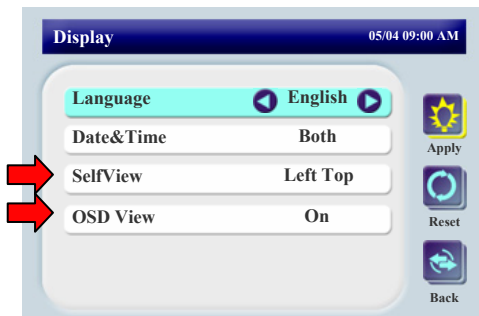 Display 05/04 09:00 AM
Language English
Date&Time Both
Apply
SelfView Left Top
OSD View On
Reset
Back